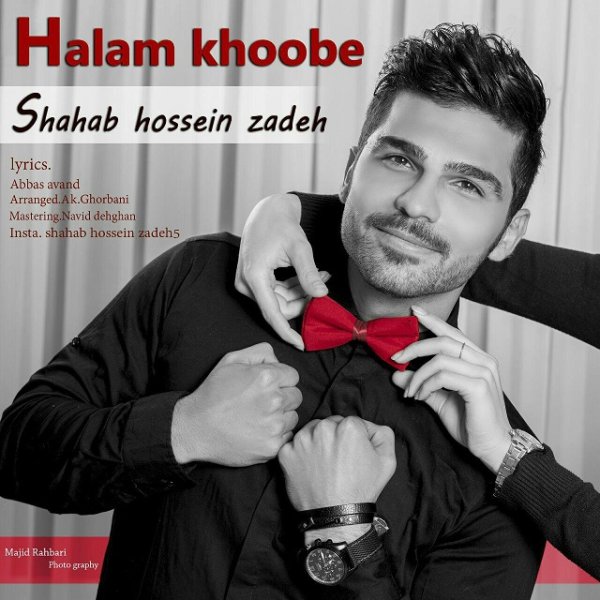 Halam khoobe
Shahab hossein zadeh
lyrics.
Abbas avand
Arranged.A.k.Ghorbani
Mastering.Navid dehghan
Insta. shahab hossein zadeh5
Majid Rahbari
Photo graphy